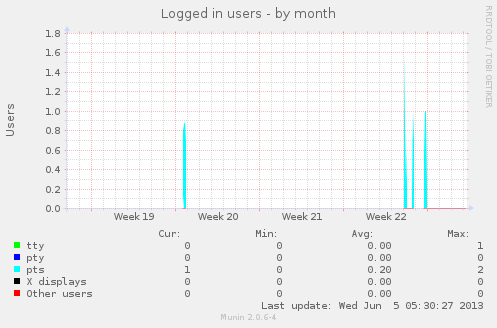 Logged in users - by month
RRDTOOL / TOBI OETIKER
Users
1.8
1.6
1.4
1.2
1.0
0.8
0.6
0.4
0.2
0.0
Week 19 Week 20 Week 21 Week 22
Cur: Min: Avg: Max:
tty 0 0 0.00 1
pty 0 0 0.00 0
pts 1 0 0.20 2
X displays 0 0 0.00 0
Other users 0 0 0.00 0
Last update: Wed Jun 5 05:30:27 2013
Munin 2.0.6-4